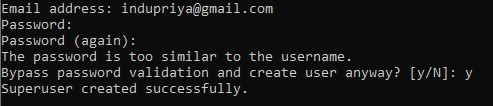 Email address: indupriya@gmail.com
Password:
Password (again):
The password is too similar to the username.
Bypass password validation and create user anyway? [y/N]: y
Superuser created successfully.